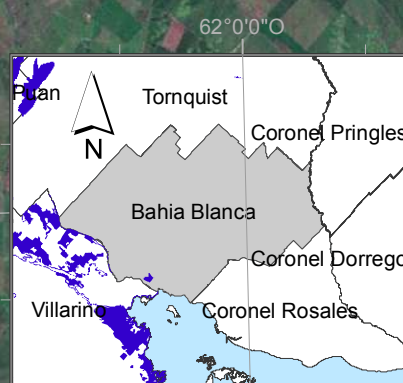 62°0'0"O
Puan
Tornquist
N
Coronel Pringles
Bahia Blanca
Coronel Dorrego
Villarino
Coronel Rosales